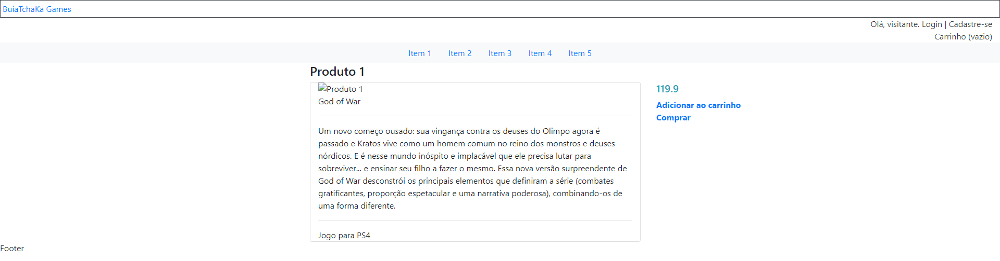 BuiaTchaKa Games
Olá, visitante. Login | Cadastre-se
Carrinho (vazio)
Item 1 Item 2 Item 3 Item 4 Item 5
Produto 1
Produto 1
God of War
119.9
Adicionar ao carrinho
Comprar
Um novo começo ousado: sua vingança contra os deuses do Olimpo agora é
passado e Kratos vive como um homem comum no reino dos monstros e deuses
nórdicos. E é nesse mundo inóspito e implacável que ele precisa lutar para
sobreviver... e ensinar seu filho a fazer o mesmo. Essa nova versão surpreendente de
God of War desconstrói os principais elementos que definiram a série (combates
gratificantes, proporção espetacular e uma narrativa poderosa), combinando-os de
uma forma diferente.
Jogo para PS4
Footer